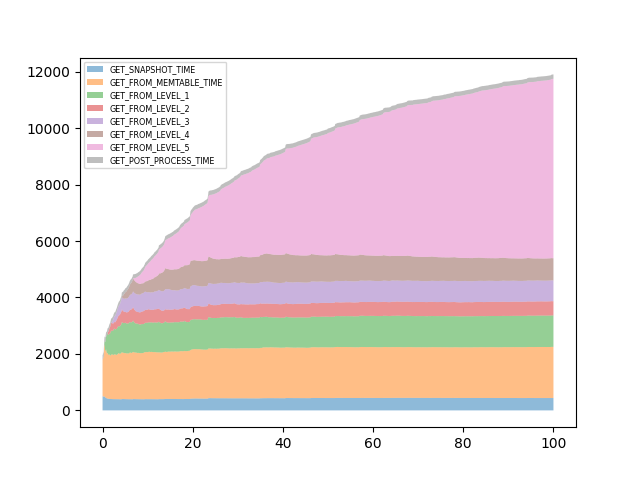 12000
10000
8000
6000
4000
2000
0
GET_SNAPSHOT_TIME
GET_FROM_MEMTABLE_TIME
GET_FROM_LEVEL_1
GET_FROM_LEVEL_2
GET_FROM_LEVEL_3
GET_FROM_LEVEL_4
GET_FROM_LEVEL_5
GET_POST_PROCESS_TIME
0 20 40 60 80 100